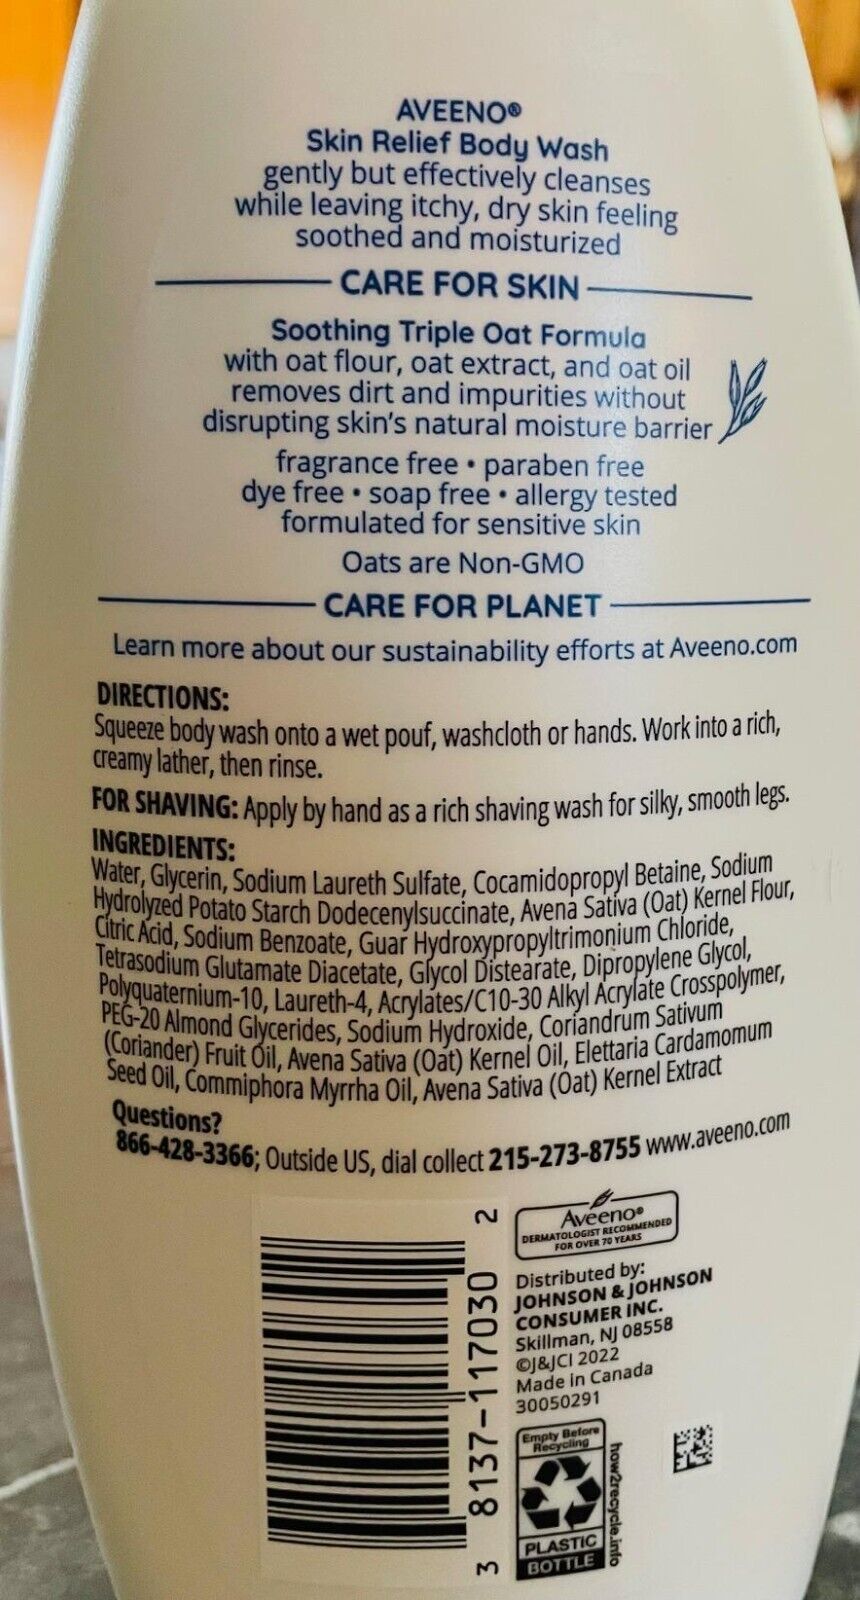 AVEENO®
Skin Relief Body Wash
gently but effectively cleanses
while leaving itchy, dry skin feeling
soothed and moisturized
CARE FOR SKIN
Soothing Triple Oat Formula
with oat flour, oat extract, and oat oil
removes dirt and impurities without
disrupting skin's natural moisture barrier
fragrance free • paraben free
dye free • soap free • allergy tested
formulated for sensitive skin
Oats are Non-GMO
CARE FOR PLANET
Learn more about our sustainability efforts at Aveeno.com
DIRECTIONS:
Squeeze body wash onto a wet pouf, washcloth or hands. Work into a rich,
creamy lather, then rinse.
FOR SHAVING: Apply by hand as a rich shaving wash for silky, smooth legs.
INGREDIENTS:
Water, Glycerin, Sodium Laureth Sulfate, Cocamidopropyl Betaine, Sodium
Hydrolyzed Potato Starch Dodecenylsuccinate, Avena Sativa (Oat) Kernel Flour,
Citric Acid, Sodium Benzoate, Guar Hydroxypropyltrimonium Chloride,
Tetrasodium Glutamate Diacetate, Glycol Distearate, Dipropylene Glycol,
Polyquaternium-10, Laureth-4, Acrylates/C10-30 Alkyl Acrylate Crosspolymer,
PEG-20 Almond Glycerides, Sodium Hydroxide, Coriandrum Sativum
(Coriander) Fruit Oil, Avena Sativa (Oat) Kernel Oil, Elettaria Cardamomum
Seed Oil, Commiphora Myrrha Oil, Avena Sativa (Oat) Kernel Extract
Questions?
866-428-3366; Outside US, dial collect 215-273-8755 www.aveeno.com
3 8137-117030 2
Aveeno®
DERMATOLOGIST RECOMMENDED
FOR OVER 70 YEARS
Distributed by:
JOHNSON & JOHNSON
CONSUMER INC.
Skillman, NJ 08558
©J&JCI 2022
Made in Canada
30050291
Empty Before
Recycling
PLASTIC
BOTTLE
how2recycle.info